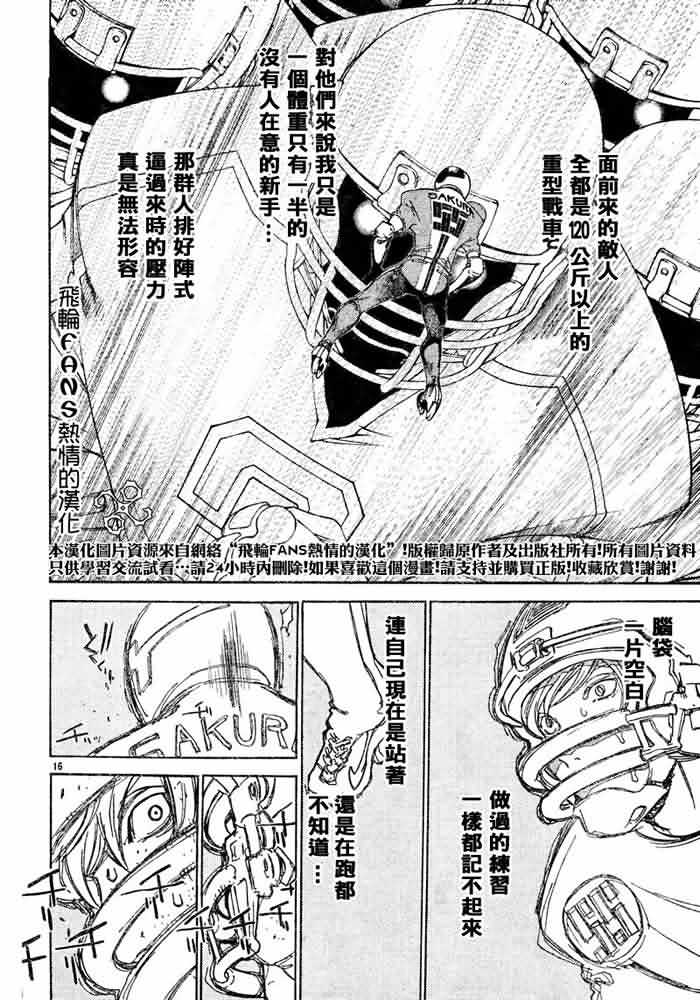 面前來的敵人
全都是120公斤以上的
重型戰車
對他們來說我只是
一個體重只有一半的
沒有人在意的新手…
那群人排好陣式
逼過來時的壓力
真是無法形容
SAKURA
飛輪FANS熱情的漢化
本漢化圖片資源來自網絡“飛輪FANS熱情的漢化”!版權歸原作者及出版社所有!所有圖片資料
只供學習交流試看…請24小時內刪除!如果喜歡這個漫畫!請支持並購買正版!收藏欣賞!謝謝!
腦袋
一片空白!
做過的練習
一樣都記不起來
連自己現在是站著
還是在跑都
不知道…
SAKURA
16